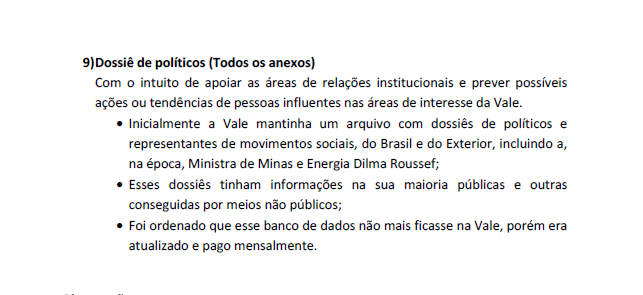 9)Dossiê de políticos (Todos os anexos)
Com o intuito de apoiar as áreas de relações institucionais e prever possíveis
ações ou tendências de pessoas influentes nas áreas de interesse da Vale.
• Inicialmente a Vale mantinha um arquivo com dossiês de políticos e
representantes de movimentos sociais, do Brasil e do Exterior, incluindo a,
na época, Ministra de Minas e Energia Dilma Roussef;
• Esses dossiês tinham informações na sua maioria públicas e outras
conseguidas por meios não públicos;
• Foi ordenado que esse banco de dados não mais ficasse na Vale, porém era
atualizado e pago mensalmente.